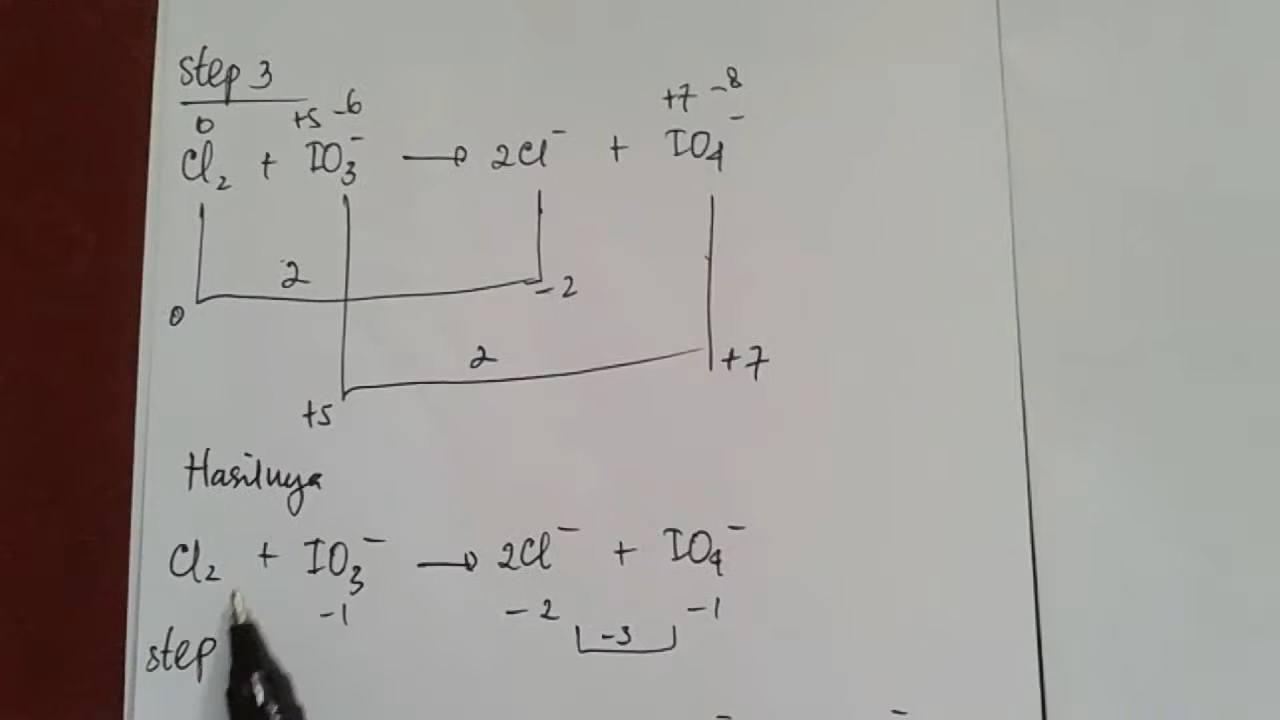 step 3
0 +5 -6 +7 -8
Cl₂ + IO₃⁻ → 2Cl⁻ + IO₄⁻
2
0 -2
2
+5 +7
Hasilnya
Cl₂ + IO₃⁻ → 2Cl⁻ + IO₄⁻
-1 -2 -1
-3
step